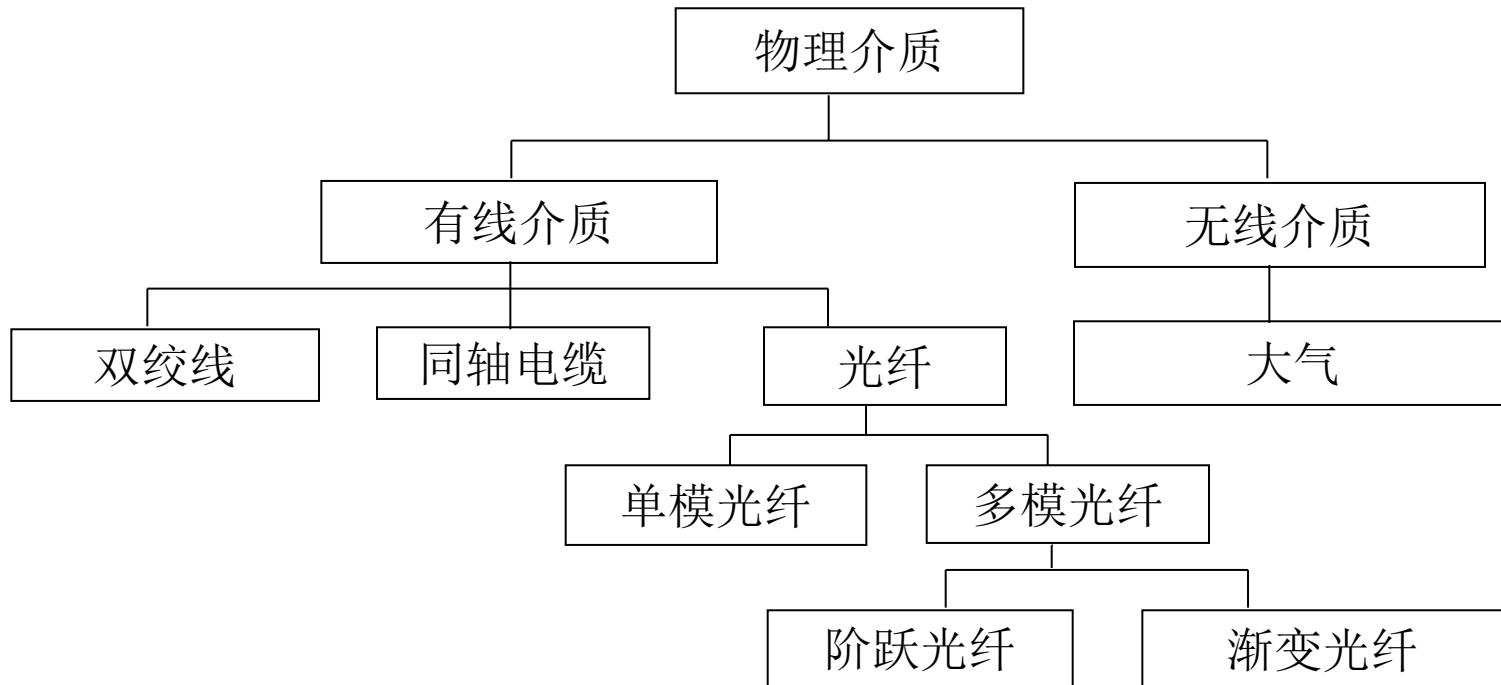 物理介质
有线介质
无线介质
双绞线
同轴电缆
光纤
大气
单模光纤
多模光纤
阶跃光纤
渐变光纤